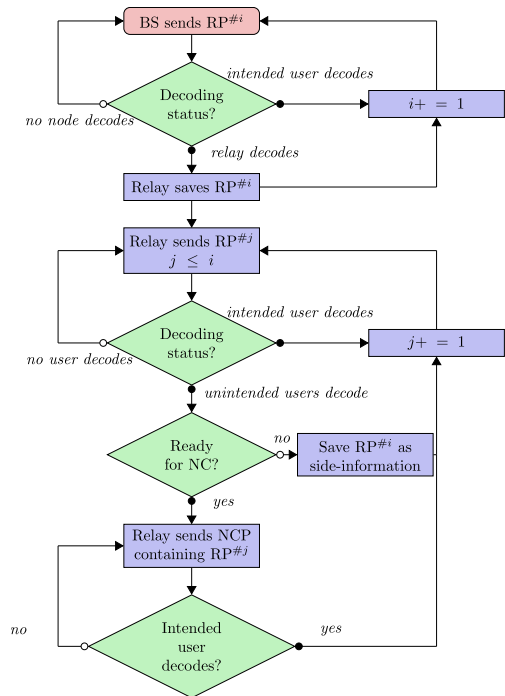 BS sends RP#i
intended user decodes
Decoding
status?
i+ = 1
no node decodes
relay decodes
Relay saves RP#i
Relay sends RP#j
j ≤ i
intended user decodes
Decoding
status?
j+ = 1
no user decodes
unintended users decode
Ready
for NC?
no
Save RP#i as
side-information
yes
Relay sends NCP
containing RP#j
no
Intended
user
decodes?
yes